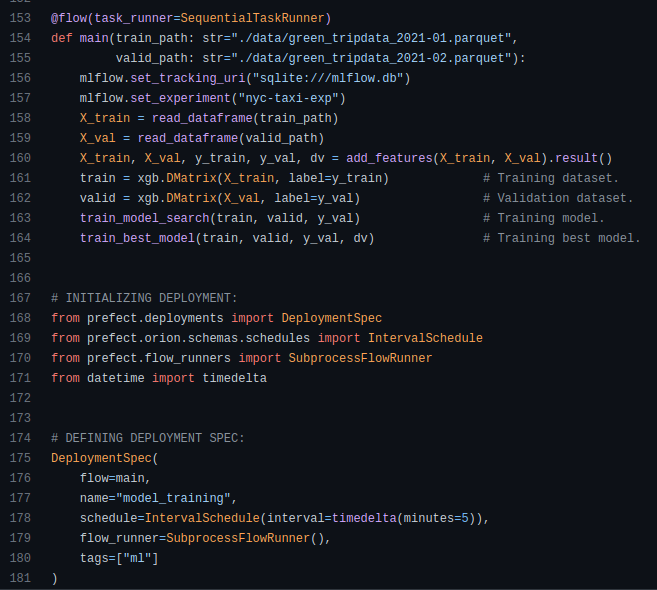 153 @flow(task_runner=SequentialTaskRunner)
154 def main(train_path: str="./data/green_tripdata_2021-01.parquet",
155          valid_path: str="./data/green_tripdata_2021-02.parquet"):
156     mlflow.set_tracking_uri("sqlite:///mlflow.db")
157     mlflow.set_experiment("nyc-taxi-exp")
158     X_train = read_dataframe(train_path)
159     X_val = read_dataframe(valid_path)
160     X_train, X_val, y_train, y_val, dv = add_features(X_train, X_val).result()
161     train = xgb.DMatrix(X_train, label=y_train)             # Training dataset.
162     valid = xgb.DMatrix(X_val, label=y_val)                 # Validation dataset.
163     train_model_search(train, valid, y_val)                 # Training model.
164     train_best_model(train, valid, y_val, dv)               # Training best model.
165
166
167 # INITIALIZING DEPLOYMENT:
168 from prefect.deployments import DeploymentSpec
169 from prefect.orion.schemas.schedules import IntervalSchedule
170 from prefect.flow_runners import SubprocessFlowRunner
171 from datetime import timedelta
172
173
174 # DEFINING DEPLOYMENT SPEC:
175 DeploymentSpec(
176     flow=main,
177     name="model_training",
178     schedule=IntervalSchedule(interval=timedelta(minutes=5)),
179     flow_runner=SubprocessFlowRunner(),
180     tags=["ml"]
181 )